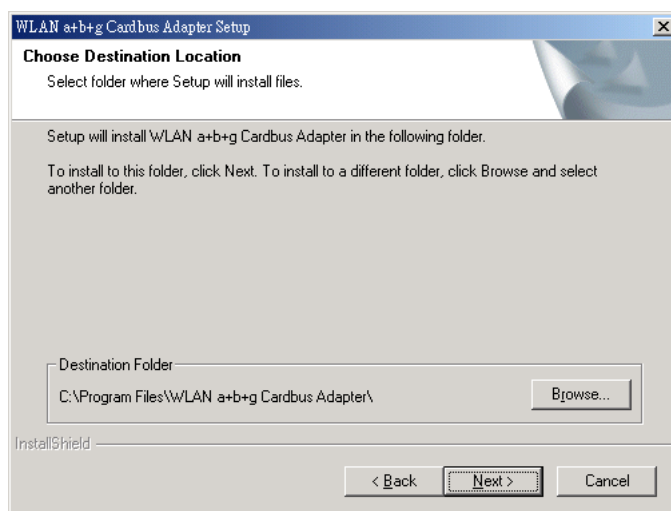 WLAN a+b+g Cardbus Adapter Setup
Choose Destination Location
Select folder where Setup will install files.
Setup will install WLAN a+b+g Cardbus Adapter in the following folder.
To install to this folder, click Next. To install to a different folder, click Browse and select
another folder.
Destination Folder
C:\Program Files\WLAN a+b+g Cardbus Adapter\
Browse...
InstallShield
< Back
Next >
Cancel